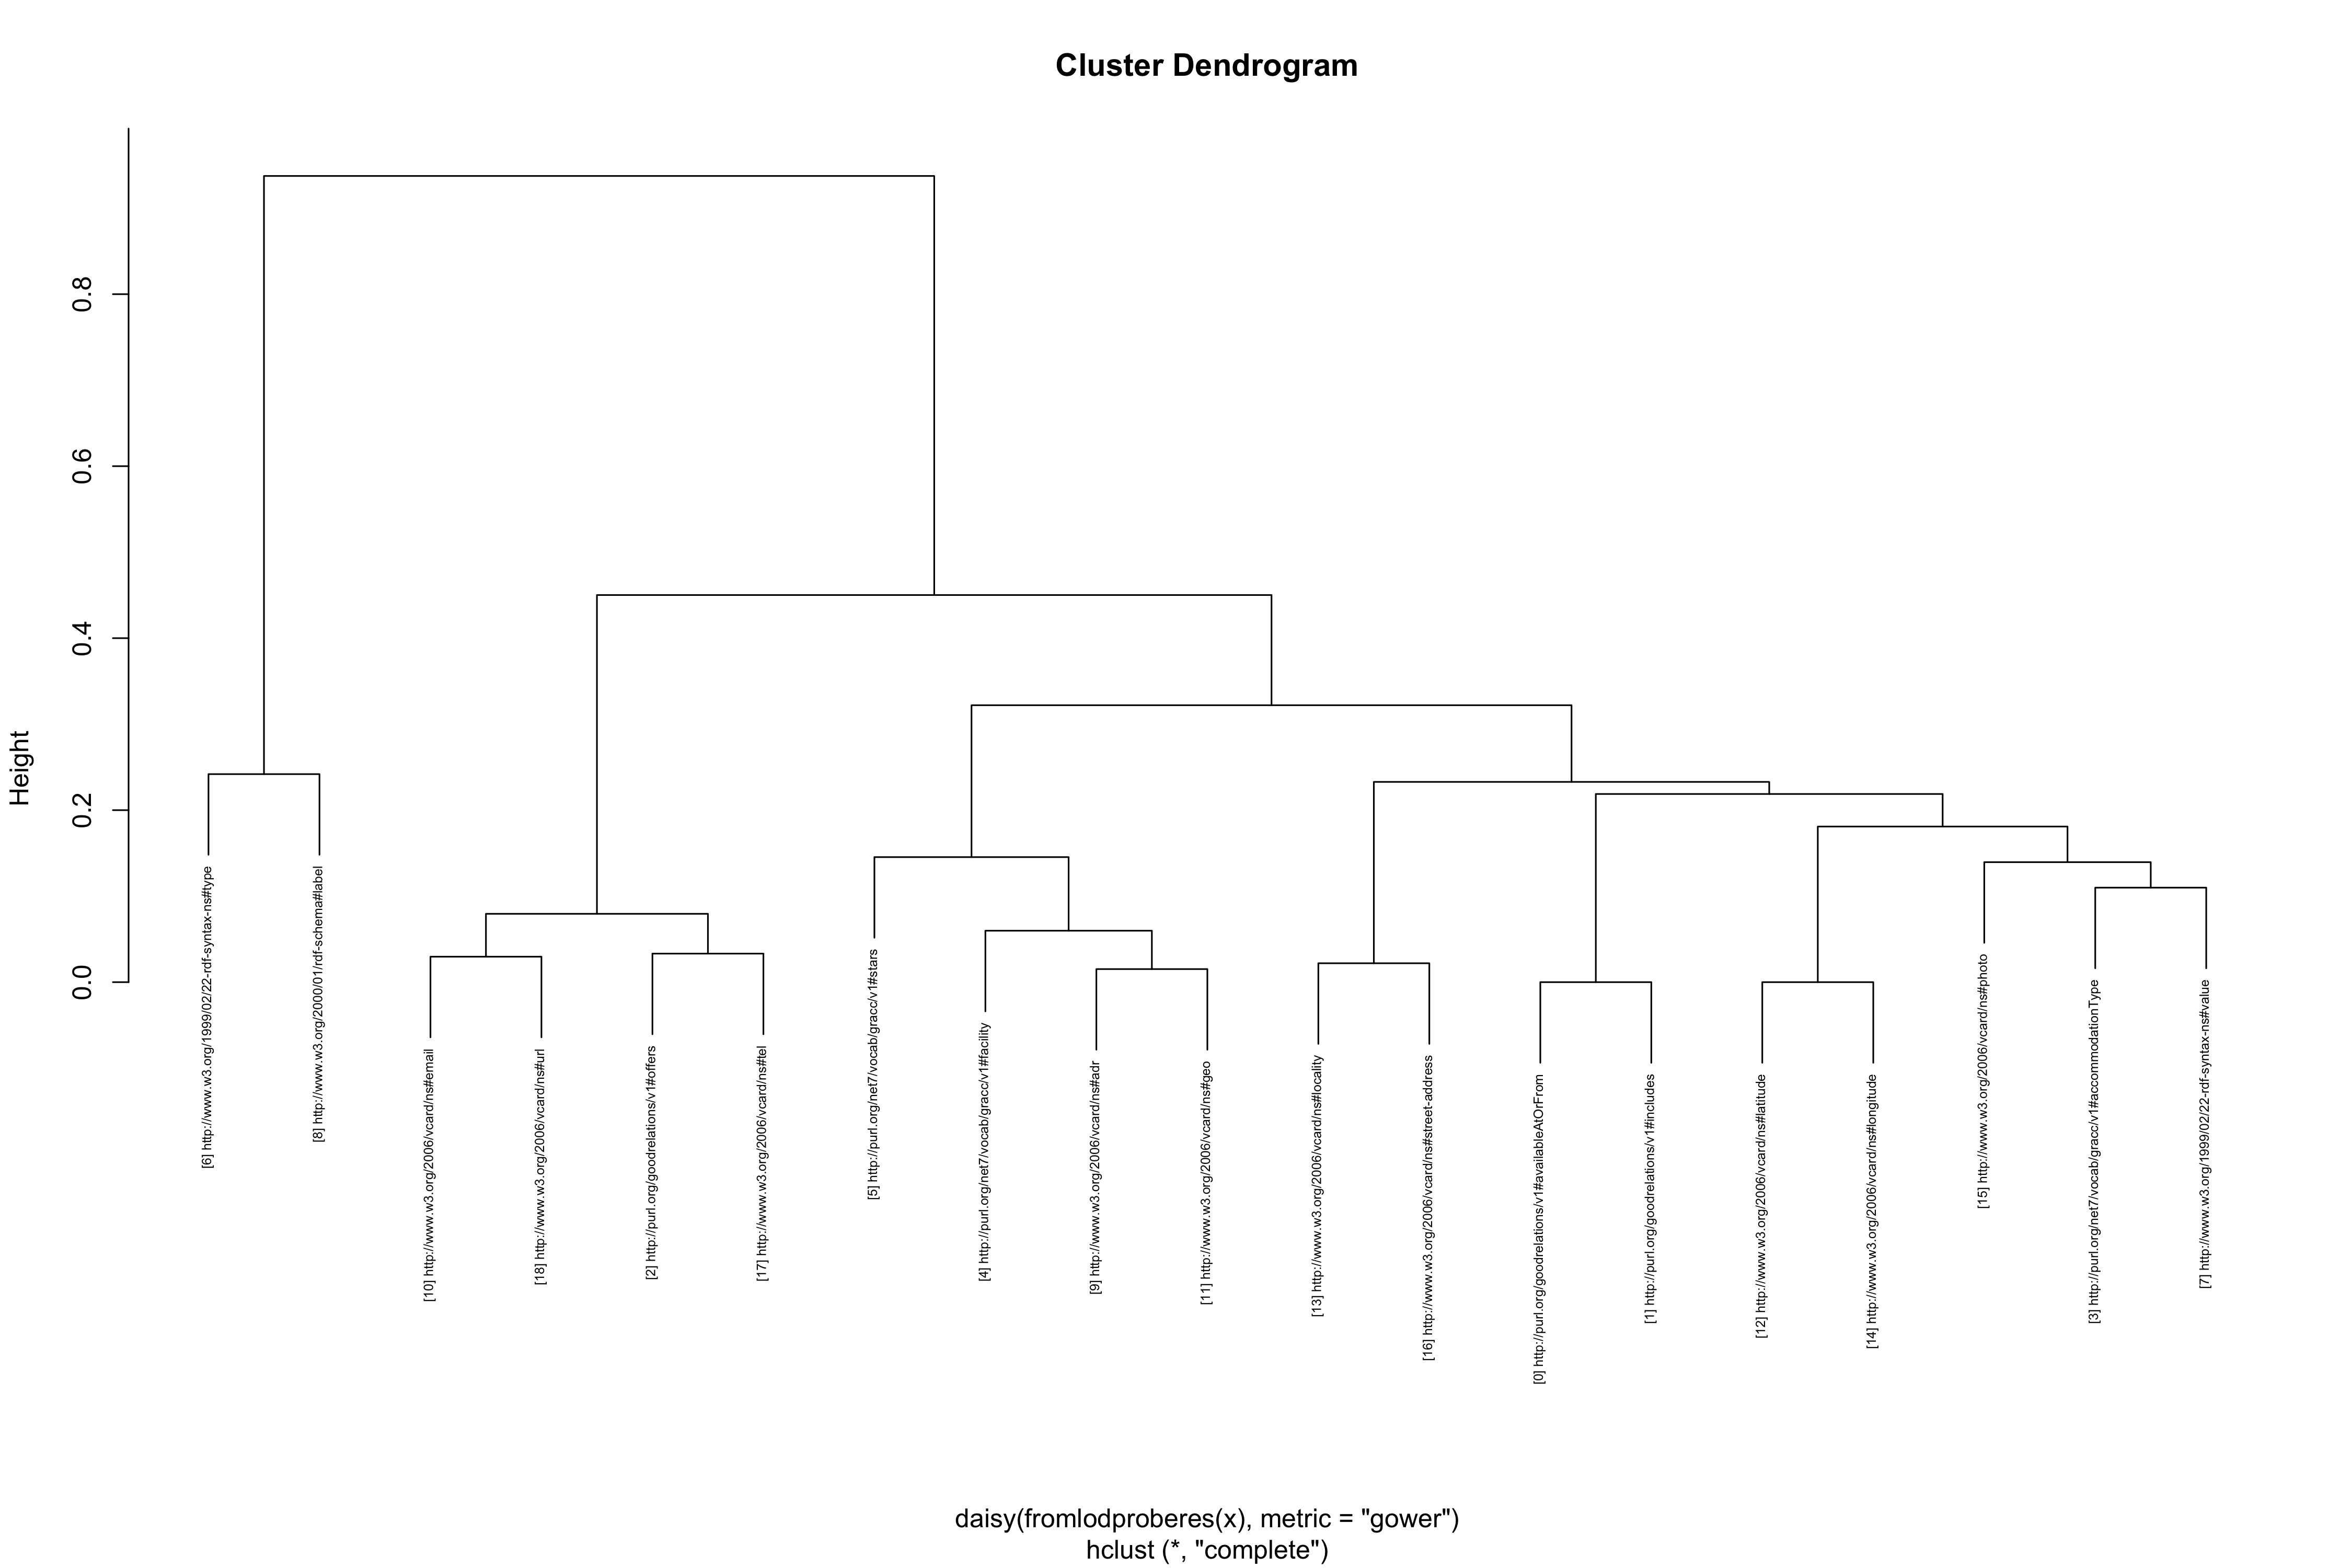 Cluster Dendrogram
Height
0.0
0.2
0.4
0.6
0.8
[6] http://www.w3.org/1999/02/22-rdf-syntax-ns#type
[8] http://www.w3.org/2000/01/rdf-schema#label
[10] http://www.w3.org/2006/vcard/ns#email
[18] http://www.w3.org/2006/vcard/ns#url
[2] http://purl.org/goodrelations/v1#offers
[17] http://www.w3.org/2006/vcard/ns#tel
[5] http://purl.org/net7/vocab/gracc/v1#stars
[4] http://purl.org/net7/vocab/gracc/v1#facility
[9] http://www.w3.org/2006/vcard/ns#adr
[11] http://www.w3.org/2006/vcard/ns#geo
[13] http://www.w3.org/2006/vcard/ns#locality
[16] http://www.w3.org/2006/vcard/ns#street-address
[0] http://purl.org/goodrelations/v1#availableAtOrFrom
[1] http://purl.org/goodrelations/v1#includes
[12] http://www.w3.org/2006/vcard/ns#latitude
[14] http://www.w3.org/2006/vcard/ns#longitude
[15] http://www.w3.org/2006/vcard/ns#photo
[3] http://purl.org/net7/vocab/gracc/v1#accommodationType
[7] http://www.w3.org/1999/02/22-rdf-syntax-ns#value
daisy(fromlodproberes(x), metric = "gower")
hclust (*, "complete")